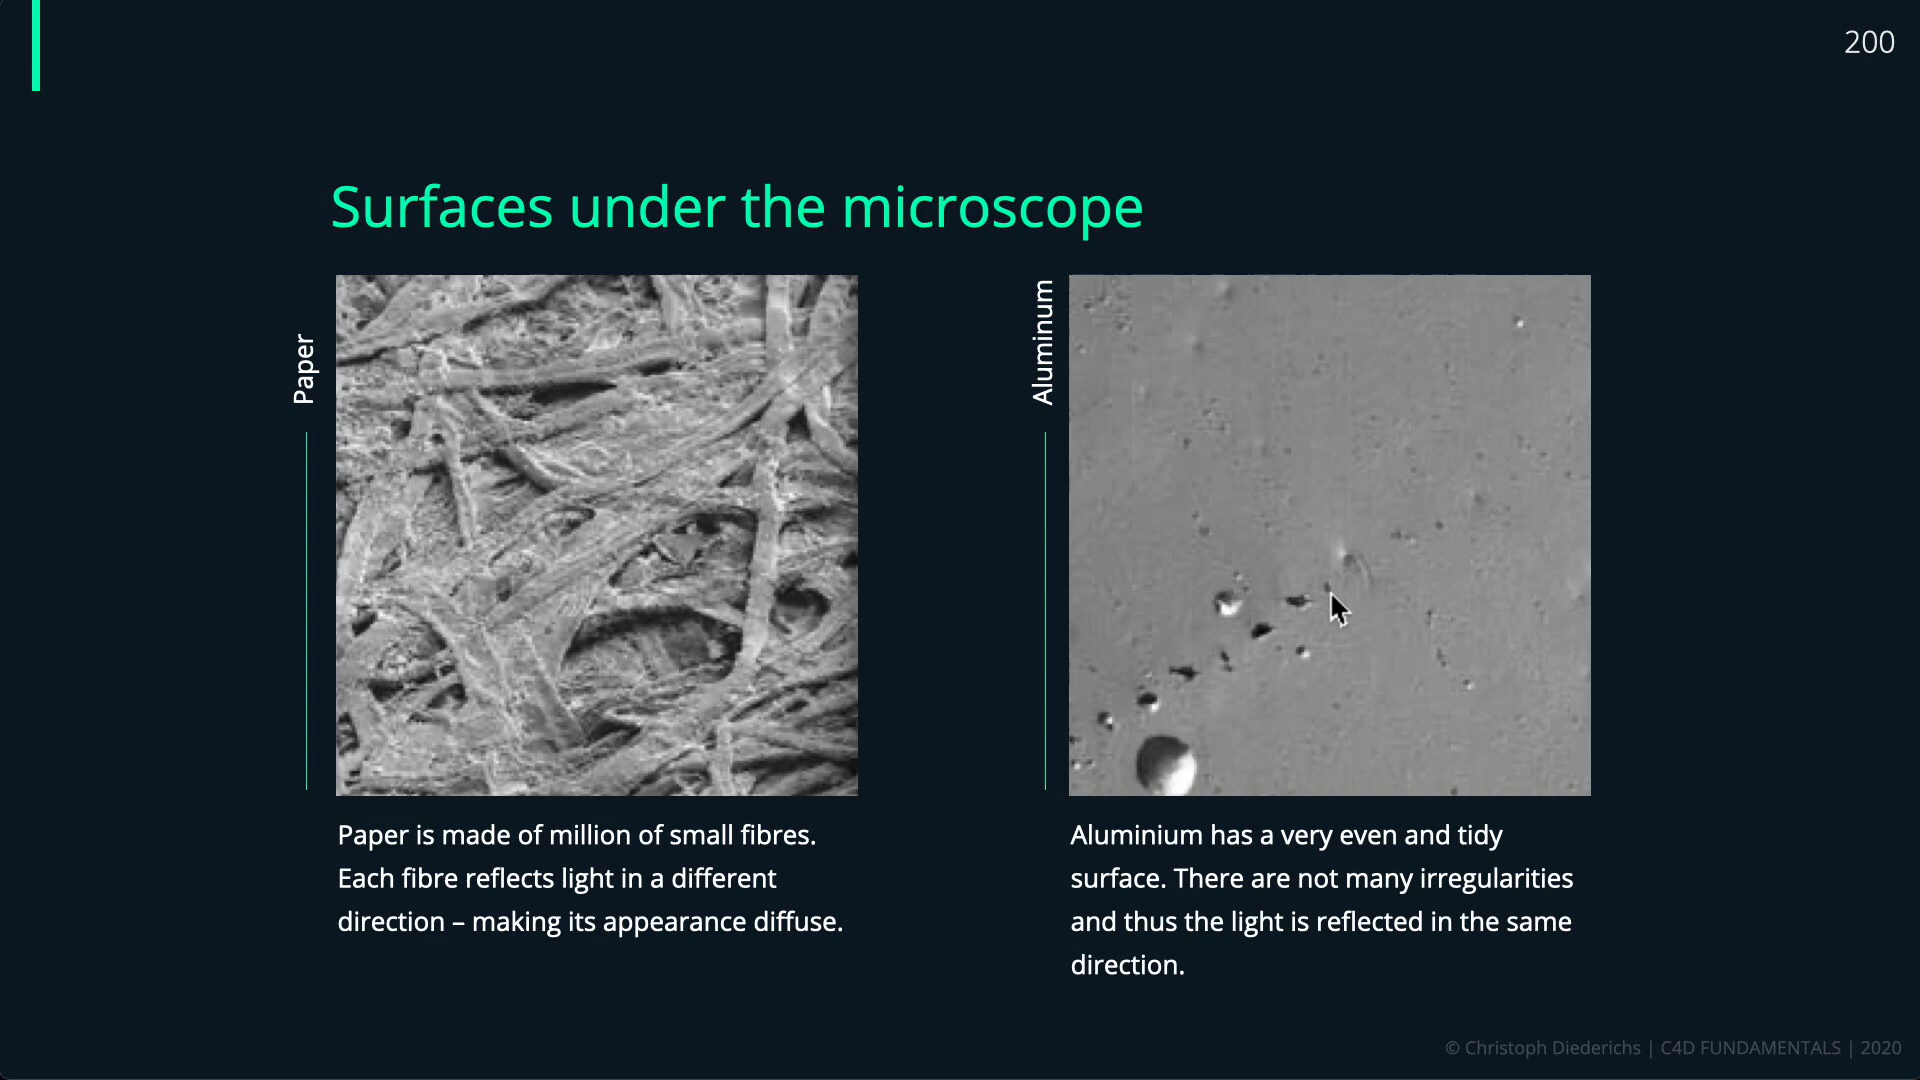 200
Surfaces under the microscope
Paper
Paper is made of million of small fibres.
Each fibre reflects light in a different
direction – making its appearance diffuse.
Aluminum
Aluminium has a very even and tidy
surface. There are not many irregularities
and thus the light is reflected in the same
direction.
© Christoph Diederichs | C4D FUNDAMENTALS | 2020